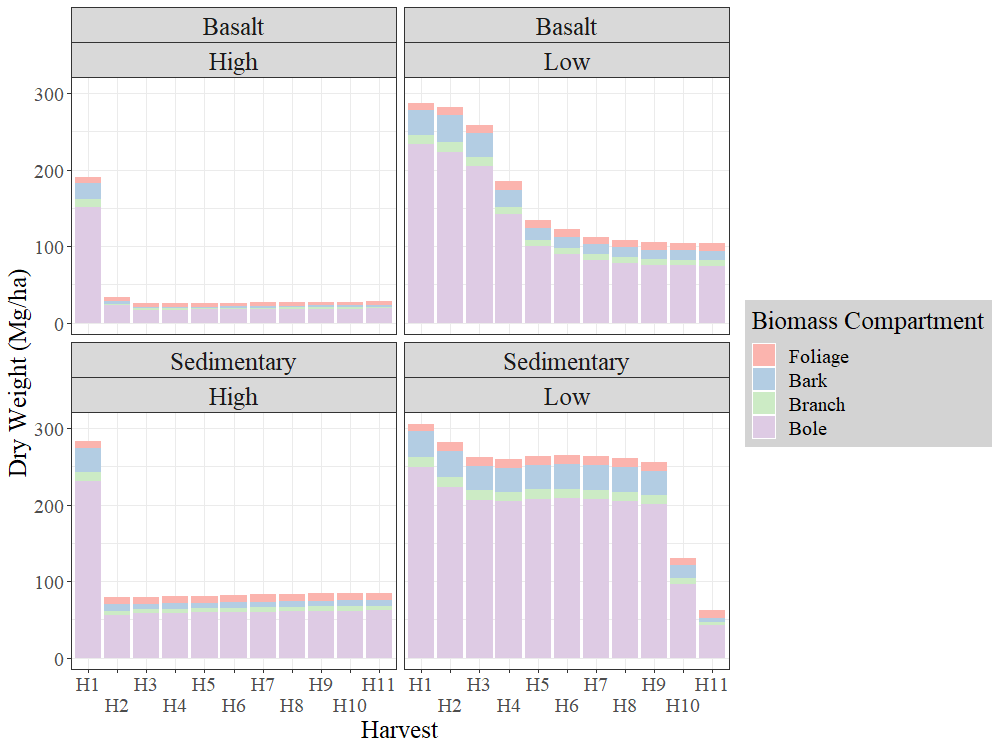 Basalt
Basalt
High
Low
300
200
100
0
Sedimentary
Sedimentary
High
Low
300
200
100
0
H1 H3 H5 H7 H9 H11 H1 H3 H5 H7 H9 H11
H2 H4 H6 H8 H10 H2 H4 H6 H8 H10
Harvest
Dry Weight (Mg/ha)
Biomass Compartment
Foliage
Bark
Branch
Bole